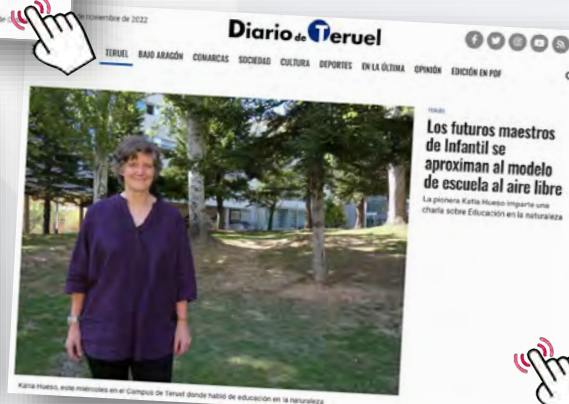 de noviembre de 2022
Diario de Teruel
TERUEL BAJO ARAGÓN COMARCAS SOCIEDAD CULTURA DEPORTES EN LA ÚLTIMA OPINIÓN EDICIÓN EN PDF
TERUEL
Los futuros maestros
de Infantil se
aproximan al modelo
de escuela al aire libre
La pionera Katia Hueso imparte una
charla sobre Educación en la naturaleza
Katia Hueso, este miércoles en el Campus de Teruel donde habló de educación en la naturaleza